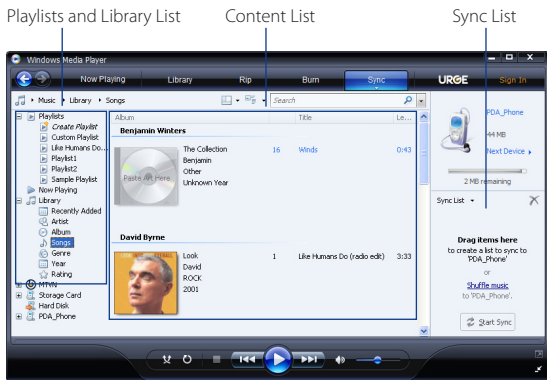 Playlists and Library List
Content List
Sync List
Windows Media Player
Now Playing
Library
Rip
Burn
Sync
URGE
Sign In
Music ▸ Library ▸ Songs
Search
Playlists
Create Playlist
Custom Playlist
Like Humans Do...
Playlist1
Playlist2
Sample Playlist
Now Playing
Library
Recently Added
Artist
Album
Songs
Genre
Year
Rating
MTVN
Storage Card
Hard Disk
PDA_Phone
Album
Title
Le...
Benjamin Winters
Paste Art Here
The Collection
Benjamin
Other
Unknown Year
16 Winds 0:43
David Byrne
Look
David
ROCK
2001
1 Like Humans Do (radio edit) 3:33
PDA_Phone
44 MB
Next Device
2 MB remaining
Sync List
Drag items here
to create a list to sync to
'PDA_Phone'
or
Shuffle music
to 'PDA_Phone'.
Start Sync